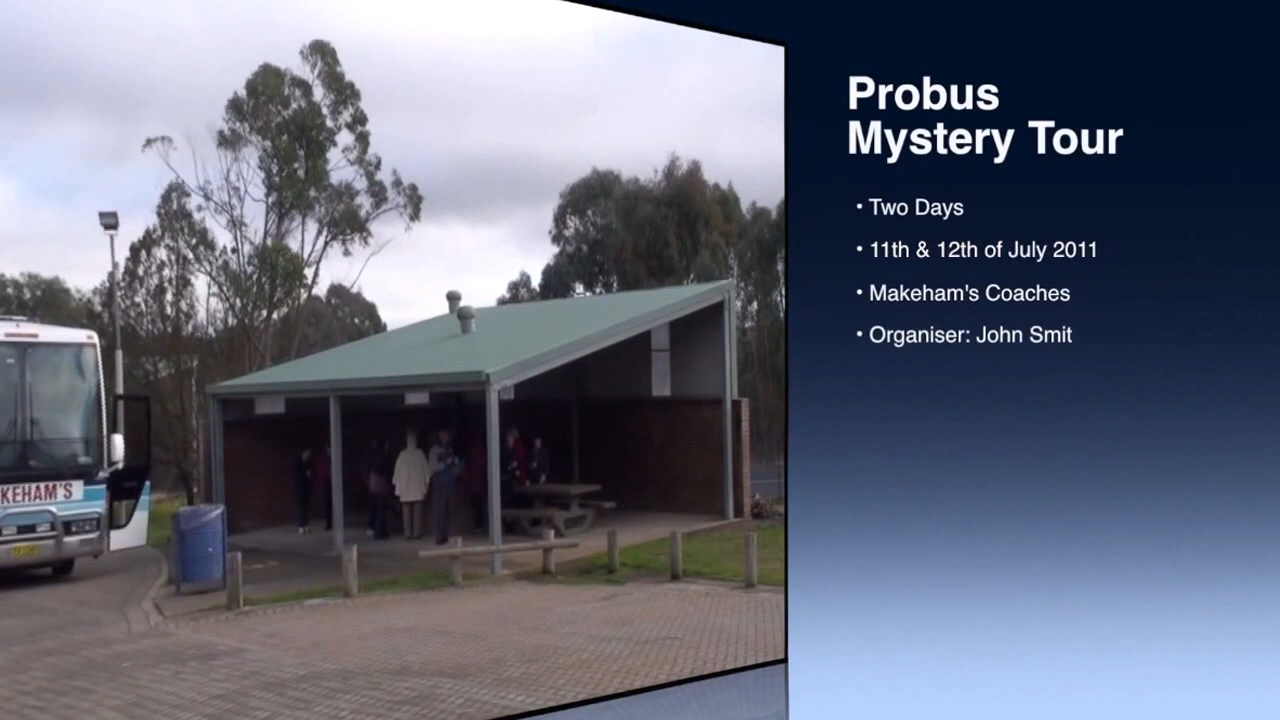 Probus
Mystery Tour
• Two Days
• 11th & 12th of July 2011
• Makeham's Coaches
• Organiser: John Smit
KEHAM'S